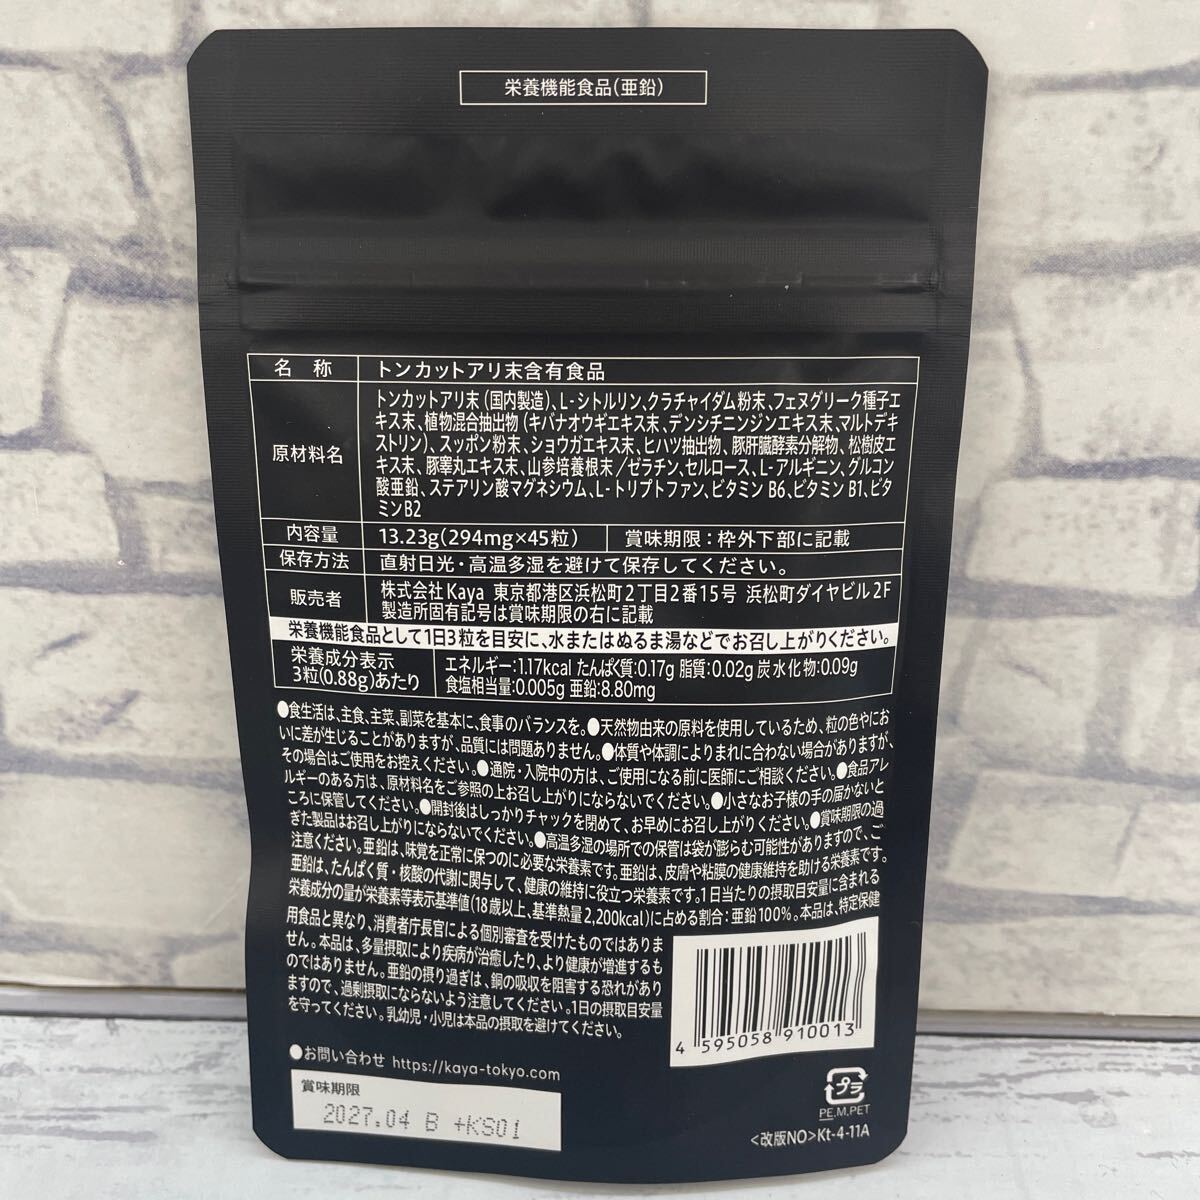 栄養機能食品(亜鉛)
名　称
トンカットアリ末含有食品
原材料名
トンカットアリ末(国内製造)、L-シトルリン、クラチャイダム粉末、フェヌグリーク種子エ
キス末、植物混合抽出物(キバナオウギエキス末、デンシチニンジンエキス末、マルトデキ
ストリン)、スッポン粉末、ショウガエキス末、ヒハツ抽出物、豚肝臓酵素分解物、松樹皮エ
キス末、豚睾丸エキス末、山参培養根末/ゼラチン、セルロース、L-アルギニン、グルコン
酸亜鉛、ステアリン酸マグネシウム、L-トリプトファン、ビタミンB6、ビタミンB1、ビタ
ミンB2
内容量
13.23g(294mg×45粒)
賞味期限：枠外下部に記載
保存方法
直射日光・高温多湿を避けて保存してください。
販売者
株式会社Kaya 東京都港区浜松町2丁目2番15号 浜松町ダイヤビル2F
製造所固有記号は賞味期限の右に記載
栄養機能食品として1日3粒を目安に、水またはぬるま湯などでお召し上がりください。
栄養成分表示
3粒(0.88g)あたり
エネルギー:1.17kcal たんぱく質:0.17g 脂質:0.02g 炭水化物:0.09g
食塩相当量:0.005g 亜鉛:8.80mg
●食生活は、主食、主菜、副菜を基本に、食事のバランスを。●天然物由来の原料を使用しているため、粒の色やにお
いに差が生じることがありますが、品質には問題ありません。●体質や体調によりまれに合わない場合がありますが、
その場合はご使用をお控えください。●通院・入院中の方は、ご使用になる前に医師にご相談ください。●食品アレ
ルギーのある方は、原材料名をご参照の上お召し上がりにならないでください。●小さなお子様の手の届かないと
ころに保管してください。●開封後はしっかりチャックを閉めて、お早めにお召し上がりください。●賞味期限の過
ぎた製品はお召し上がりにならないでください。●高温多湿の場所での保管は袋が膨らむ可能性がありますので、ご
注意ください。亜鉛は、味覚を正常に保つのに必要な栄養素です。亜鉛は、皮膚や粘膜の健康維持を助ける栄養素です。
亜鉛は、たんぱく質・核酸の代謝に関与して、健康の維持に役立つ栄養素です。1日当たりの摂取目安量に含まれる
栄養成分の量が栄養素等表示基準値(18歳以上、基準熱量2,200kcal)に占める割合：亜鉛100%。本品は、特定保健
用食品と異なり、消費者庁長官による個別審査を受けたものではありま
せん。本品は、多量摂取により疾病が治癒したり、より健康が増進するも
のではありません。亜鉛の摂り過ぎは、銅の吸収を阻害する恐れがあり
ますので、過剰摂取にならないよう注意してください。1日の摂取目安量
を守ってください。乳幼児・小児は本品の摂取を避けてください。
4 595058 910013
●お問い合わせ https://kaya-tokyo.com
賞味期限
2027.04 B +KS01
プラ
PE.M.PET
<改版NO>Kt-4-11A